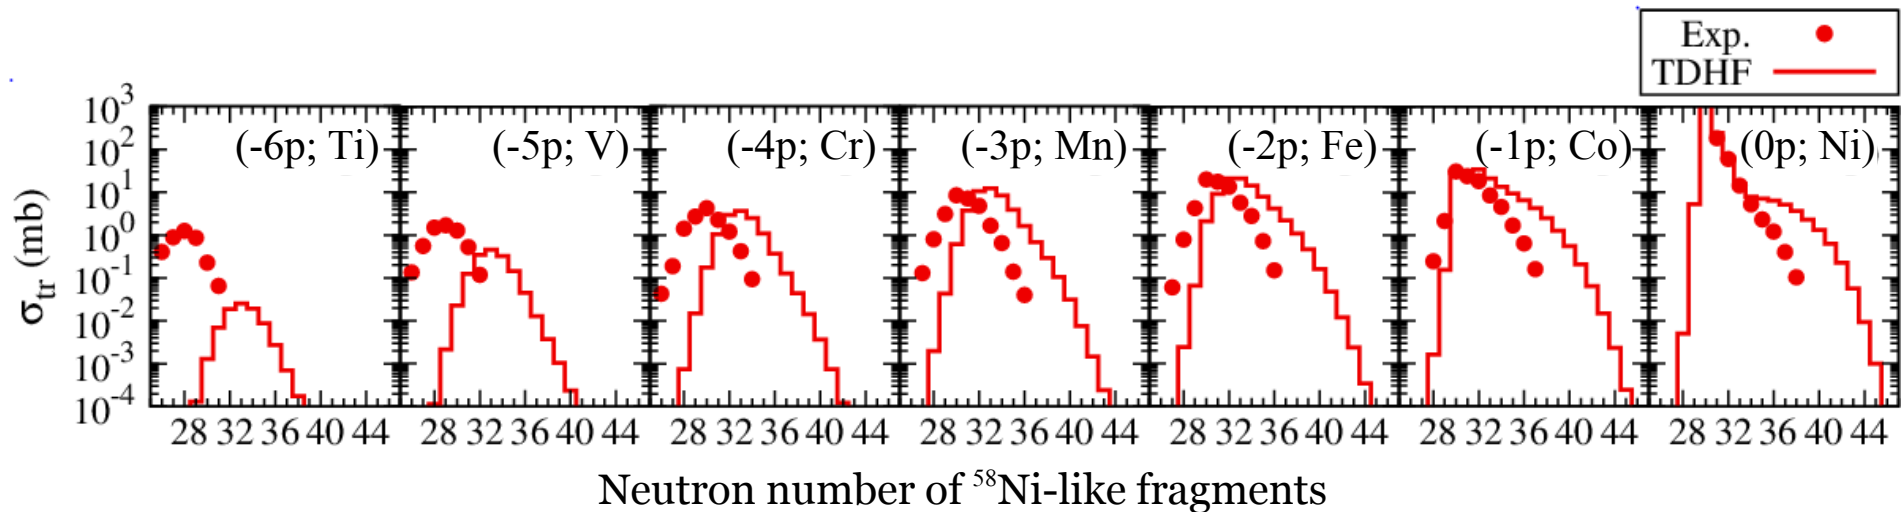 Exp.
TDHF
(-6p; Ti) (-5p; V) (-4p; Cr) (-3p; Mn) (-2p; Fe) (-1p; Co) (0p; Ni)
10³
10²
10¹
10⁰
10⁻¹
10⁻²
10⁻³
10⁻⁴
σtr (mb)
28 32 36 40 44 28 32 36 40 44 28 32 36 40 44 28 32 36 40 44 28 32 36 40 44 28 32 36 40 44 28 32 36 40 44
Neutron number of ⁵⁸Ni-like fragments